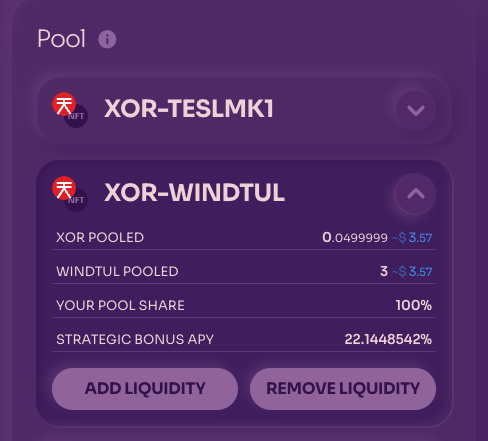 Pool i
XOR-TESLMK1
NFT
XOR-WINDTUL
NFT
XOR POOLED 0.0499999 ~$ 3.57
WINDTUL POOLED 3 ~$ 3.57
YOUR POOL SHARE 100%
STRATEGIC BONUS APY 22.1448542%
ADD LIQUIDITY REMOVE LIQUIDITY